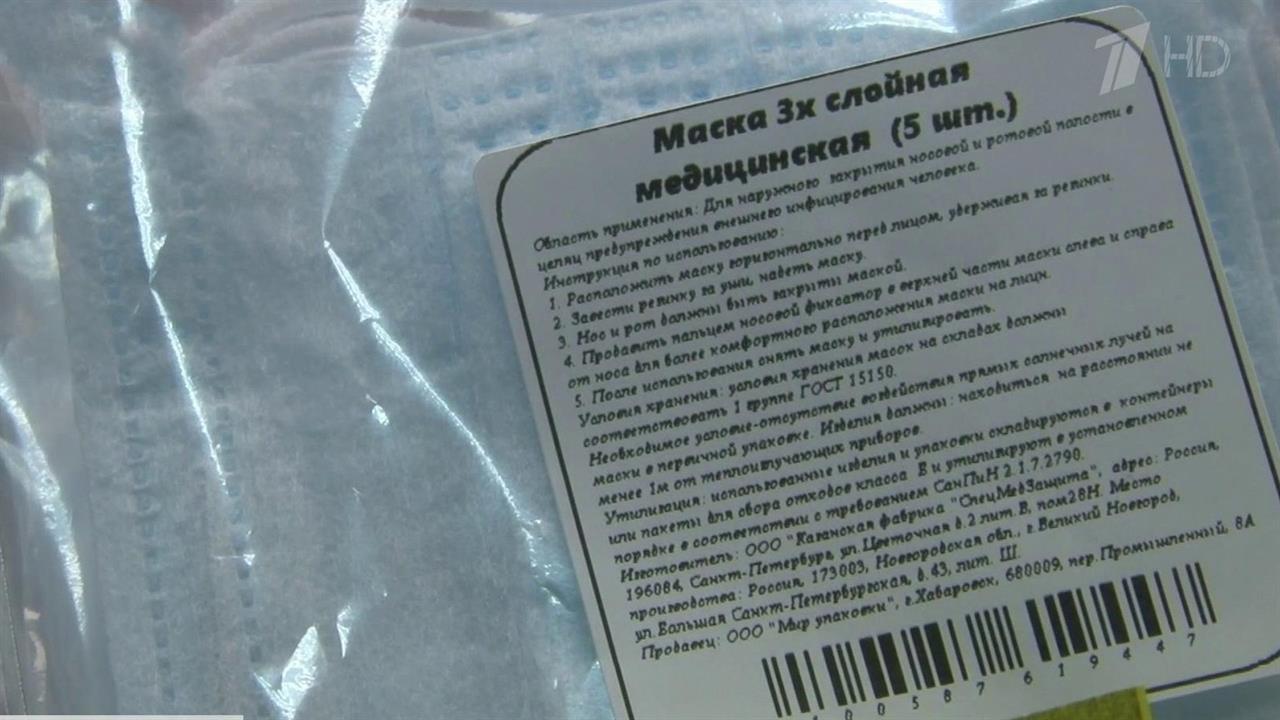 Маска 3х слойная
медицинская (5 шт.)
Область применения: Для наружного закрытия носовой и ротовой полости в
целях предупреждения внешнего инфицирования человека.
Инструкция по использованию:
1. Расположить маску горизонтально перед лицом, удерживая за резинки.
2. Завести резинку за уши, надеть маску.
3. Нос и рот должны быть закрыты маской.
4. Продавить пальцем носовой фиксатор в верхней части маски слева и справа
от носа для более комфортного расположения маски на лице.
5. После использования снять маску и утилизировать.
Условия хранения: условия хранения масок на складах должны
соответствовать 1 группе ГОСТ 15150.
Необходимое условие-отсутствие воздействия прямых солнечных лучей на
маски в первичной упаковке. Изделия должны: находиться на расстоянии не
менее 1м от теплоизлучающих приборов.
Утилизация: использованные изделия и упаковки складируются в контейнеры
или пакеты для сбора отходов класса Б и утилизируют в установленном
порядке в соответствии с требованием СанПиН 2.1.7.2790.
Изготовитель: ООО "Казанская фабрика "СпецМедЗащита", адрес: Россия,
196084, Санкт-Петербург, ул.Цветочная д.2 лит.В, пом28Н. Место
производства: Россия, 173003, Новгородская обл., г.Великий Новгород,
ул.Большая Санкт-Петербургская, д.43, лит. Ш.
Продавец: ООО "Мир упаковки", г.Хабаровск, 680009, пер.Промышленный, 8А
0058761944 7
1 HD